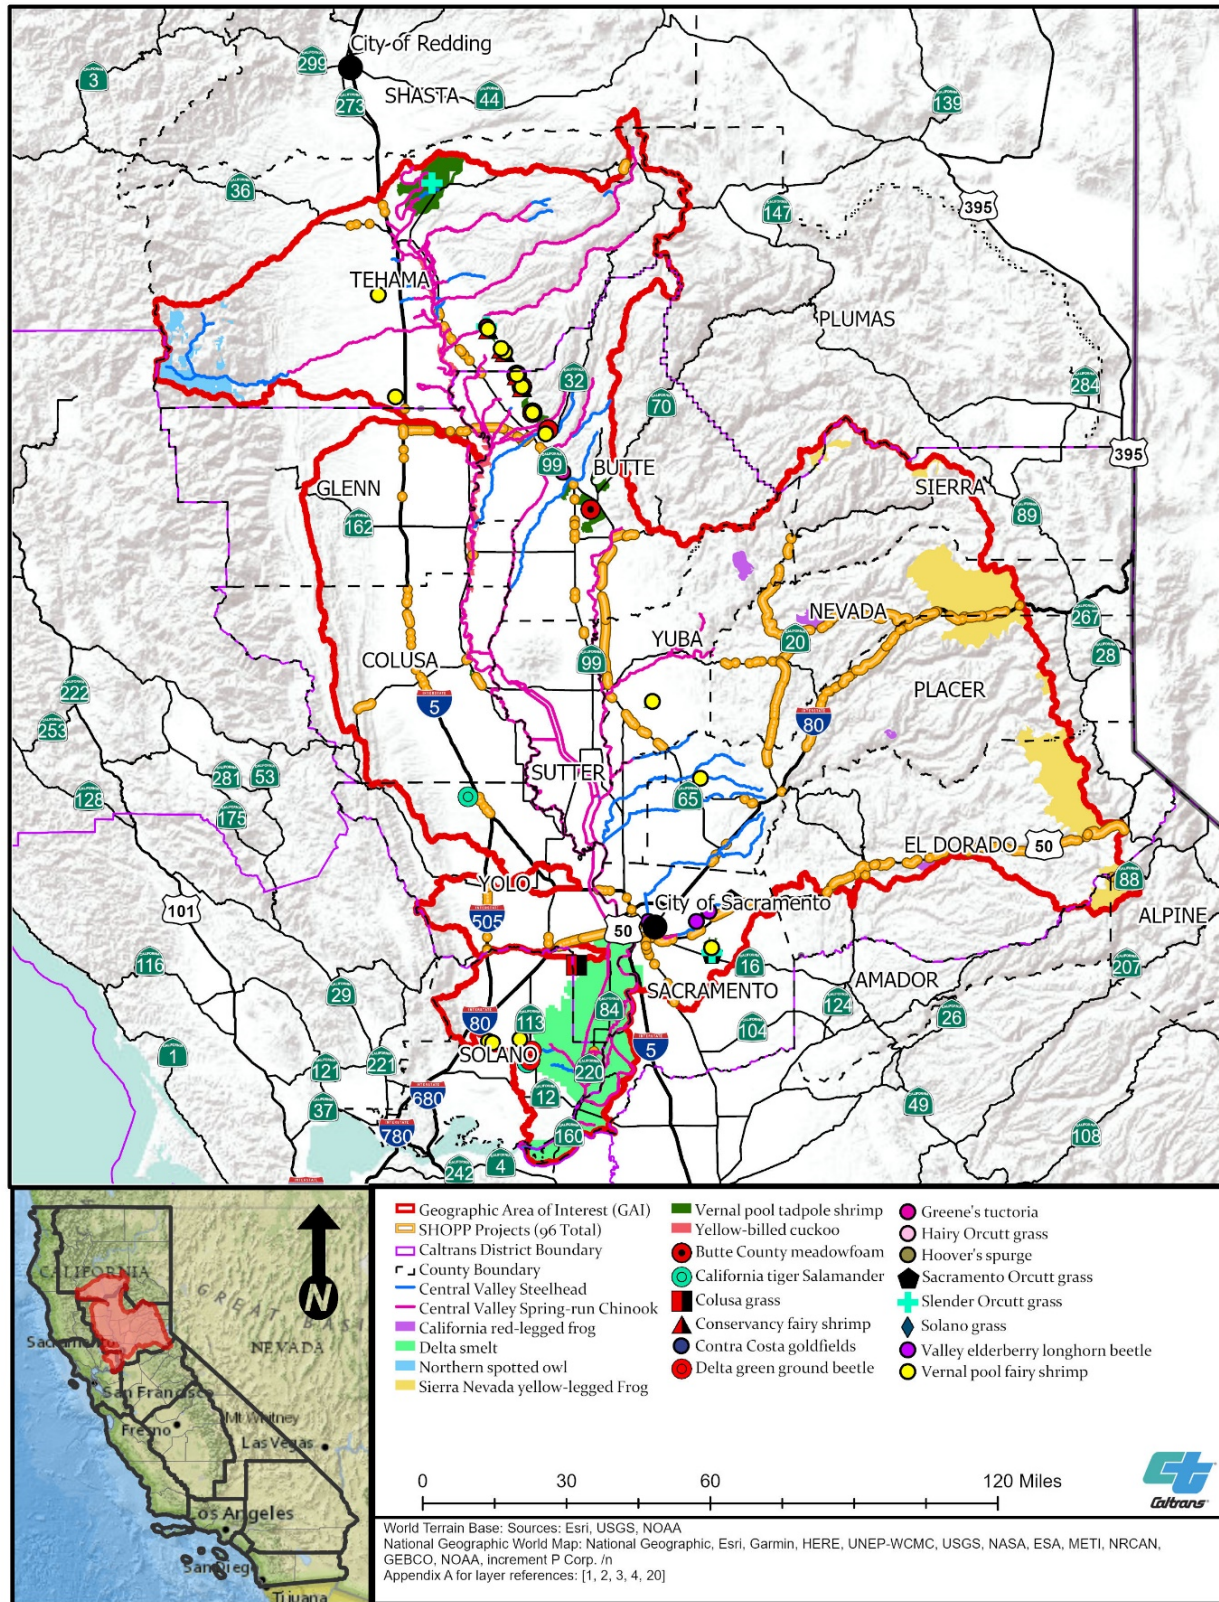 City of Redding
299
3
273
SHASTA
44
139
36
395
147
TEHAMA
PLUMAS
32
284
70
395
99
BUTTE
GLENN
SIERRA
162
89
NEVADA
267
20
YUBA
99
28
COLUSA
PLACER
222
5
80
253
281
53
SUTTER
65
128
175
EL DORADO
50
YOLO
88
101
505
City of Sacramento
50
ALPINE
116
16
207
29
SACRAMENTO
AMADOR
84
124
26
80
113
104
1
SOLANO
5
121
221
220
680
12
49
37
780
160
108
242
4
CALIFORNIA
GREAT BASIN
NEVADA
Sacramento
San Francisco
Mt Whitney
Fresno
Las Vegas
Los Angeles
San Diego
Tijuana
N
Geographic Area of Interest (GAI)
SHOPP Projects (96 Total)
Caltrans District Boundary
County Boundary
Central Valley Steelhead
Central Valley Spring-run Chinook
California red-legged frog
Delta smelt
Northern spotted owl
Sierra Nevada yellow-legged Frog
Vernal pool tadpole shrimp
Yellow-billed cuckoo
Butte County meadowfoam
California tiger Salamander
Colusa grass
Conservancy fairy shrimp
Contra Costa goldfields
Delta green ground beetle
Greene's tuctoria
Hairy Orcutt grass
Hoover's spurge
Sacramento Orcutt grass
Slender Orcutt grass
Solano grass
Valley elderberry longhorn beetle
Vernal pool fairy shrimp
0 30 60 120 Miles
Caltrans
World Terrain Base: Sources: Esri, USGS, NOAA
National Geographic World Map: National Geographic, Esri, Garmin, HERE, UNEP-WCMC, USGS, NASA, ESA, METI, NRCAN,
GEBCO, NOAA, increment P Corp. /n
Appendix A for layer references: [1, 2, 3, 4, 20]